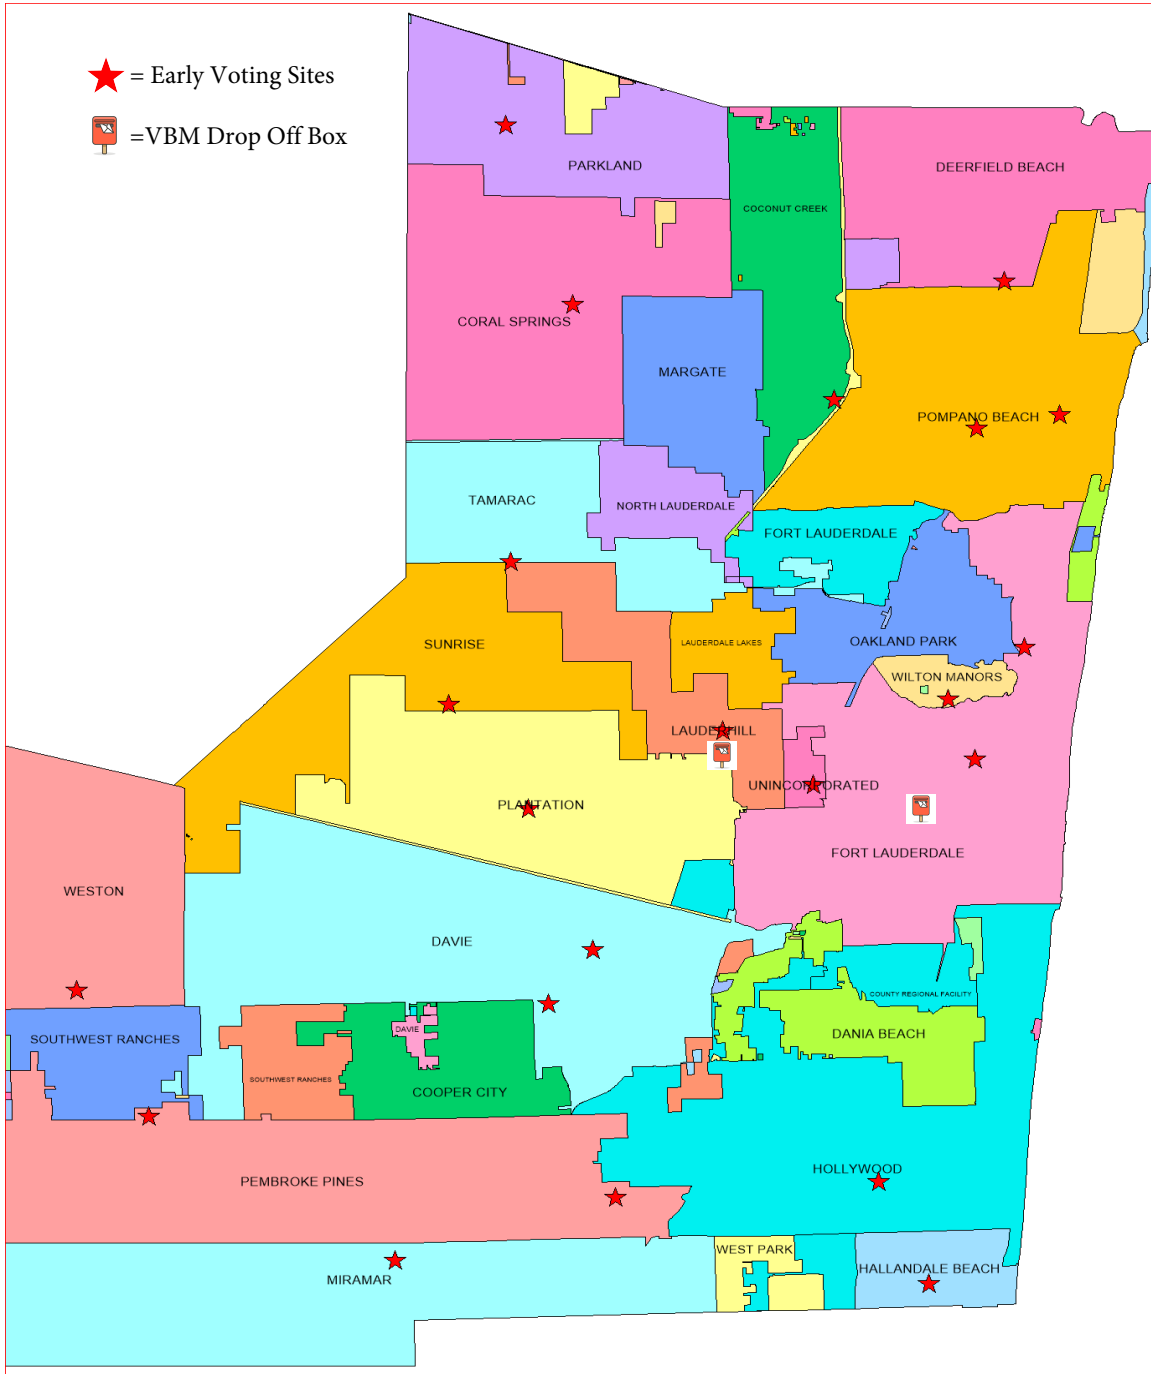 = Early Voting Sites
=VBM Drop Off Box
PARKLAND
DEERFIELD BEACH
COCONUT CREEK
CORAL SPRINGS
MARGATE
POMPANO BEACH
TAMARAC
NORTH LAUDERDALE
FORT LAUDERDALE
SUNRISE
LAUDERDALE LAKES
OAKLAND PARK
WILTON MANORS
LAUDERHILL
UNINCORPORATED
PLANTATION
FORT LAUDERDALE
WESTON
DAVIE
COUNTY REGIONAL FACILITY
DAVIE
SOUTHWEST RANCHES
DANIA BEACH
SOUTHWEST RANCHES
COOPER CITY
HOLLYWOOD
PEMBROKE PINES
WEST PARK
HALLANDALE BEACH
MIRAMAR